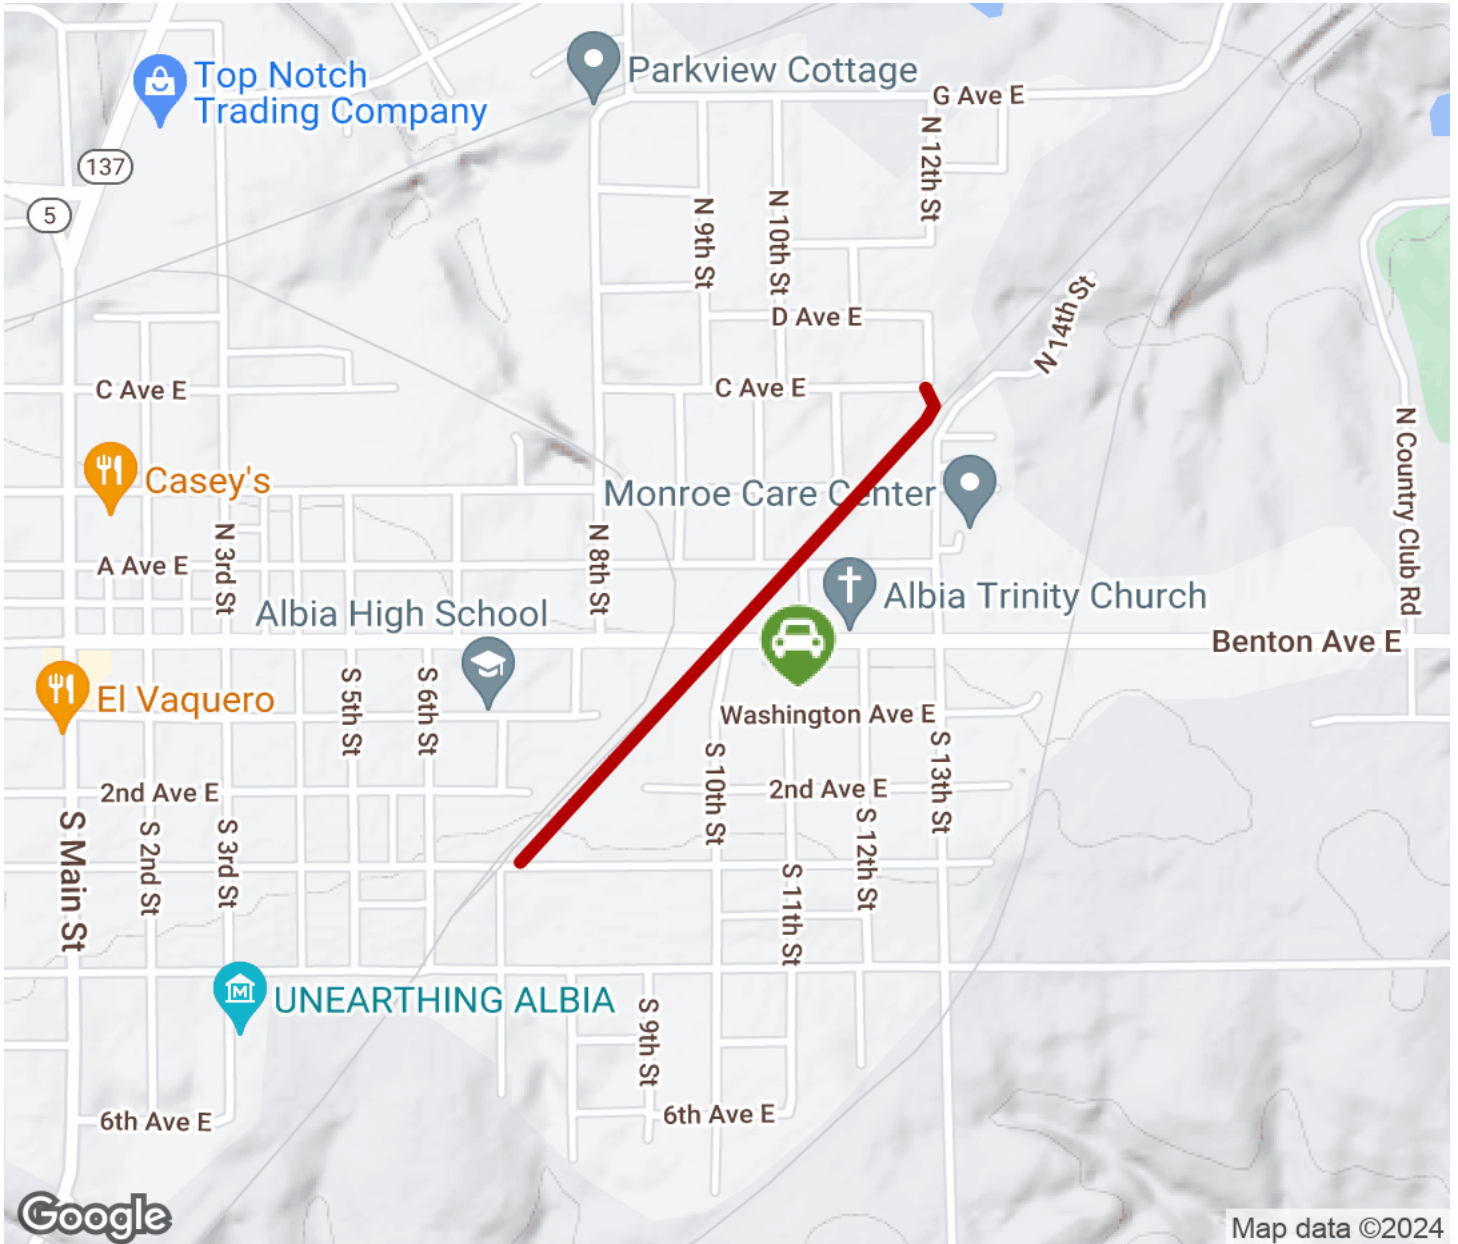 Top Notch
Trading Company
Parkview Cottage
G Ave E
137
N 12th St
5
N 9th St
N 10th St
N 14th St
D Ave E
C Ave E
C Ave E
N Country Club Rd
Casey's
Monroe Care Center
N 3rd St
N 8th St
A Ave E
Albia High School
Albia Trinity Church
Benton Ave E
El Vaquero
S 5th St
S 6th St
Washington Ave E
S 10th St
S 13th St
2nd Ave E
2nd Ave E
S Main St
S 2nd St
S 3rd St
S 12th St
S 11th St
M
UNEARTHING ALBIA
S 9th St
6th Ave E
6th Ave E
Google
Map data ©2024